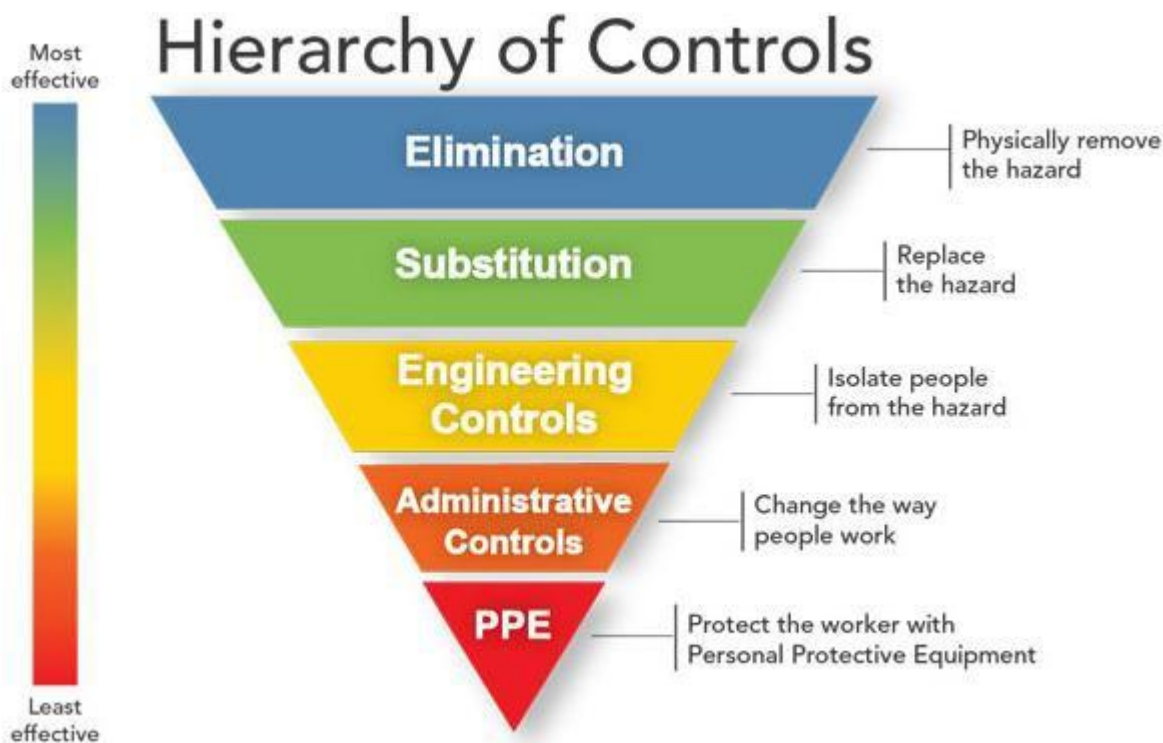 Hierarchy of Controls
Most
effective
Elimination
Physically remove
the hazard
Substitution
Replace
the hazard
Engineering
Controls
Isolate people
from the hazard
Administrative
Controls
Change the way
people work
PPE
Protect the worker with
Personal Protective Equipment
Least
effective